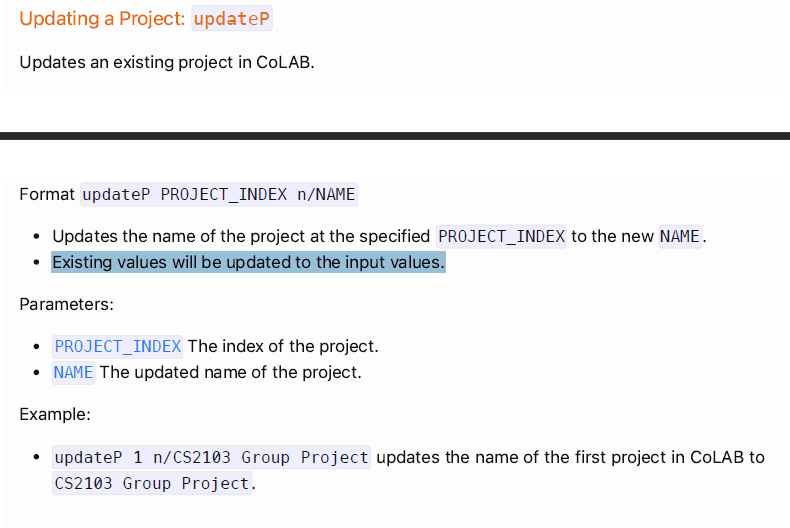 Updating a Project: updateP
Updates an existing project in CoLAB.
Format updateP PROJECT_INDEX n/NAME
• Updates the name of the project at the specified PROJECT_INDEX to the new NAME.
• Existing values will be updated to the input values.
Parameters:
• PROJECT_INDEX The index of the project.
• NAME The updated name of the project.
Example:
• updateP 1 n/CS2103 Group Project updates the name of the first project in CoLAB to
CS2103 Group Project.